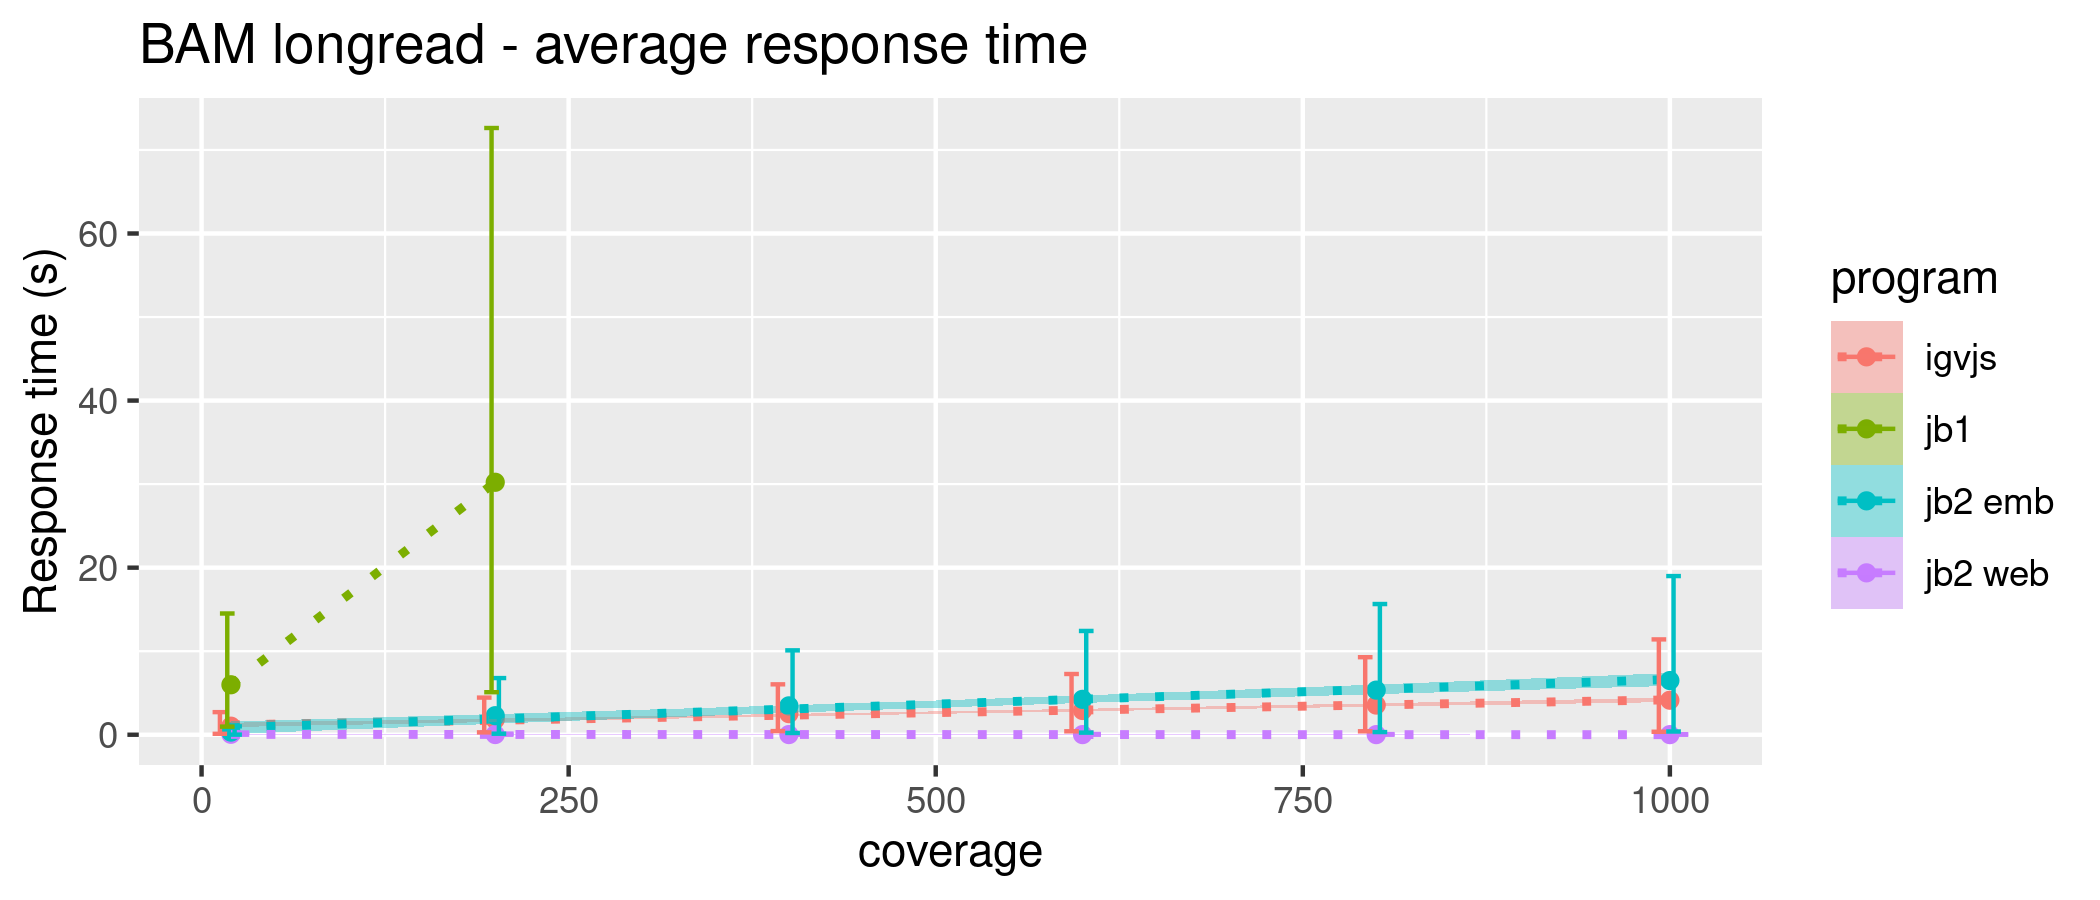 BAM longread - average response time
Response time (s)
60
40
20
0
0 250 500 750 1000
coverage
program
igvjs
jb1
jb2 emb
jb2 web